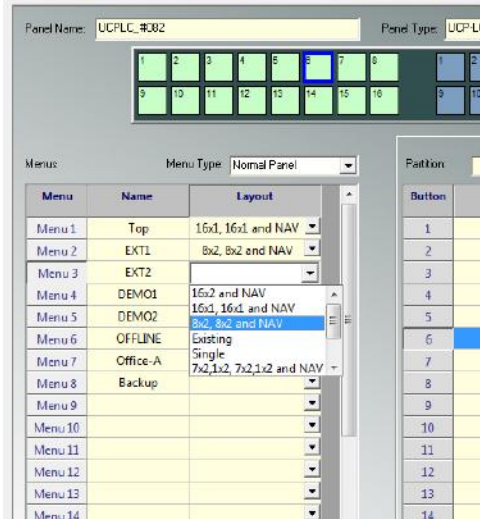 Panel Name: UCPLC_#082 Panel Type: UCP-L
1 2 3 4 5 6 7 8 1 2
9 10 11 12 13 14 15 16 9 10
Menus: Menu Type: Normal Panel Partition:
Menu Name Layout Button
Menu 1 Top 16x1, 16x1 and NAV 1
Menu 2 EXT1 8x2, 8x2 and NAV 2
Menu 3 EXT2 3
Menu 4 DEMO1 16x2 and NAV 4
16x1, 16x1 and NAV
Menu 5 DEMO2 8x2, 8x2 and NAV 5
Menu 6 OFFLINE Existing 6
Single
Menu 7 Office-A 7x2,1x2, 7x2,1x2 and NAV 7
Menu 8 Backup 8
Menu 9 9
Menu 10 10
Menu 11 11
Menu 12 12
Menu 13 13
Menu 14 14